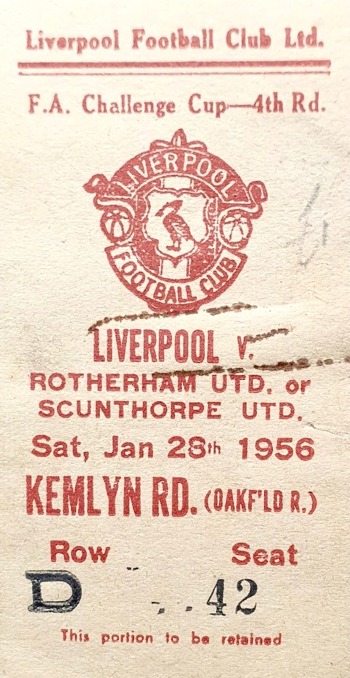 Liverpool Football Club Ltd.
F.A. Challenge Cup—4th Rd.
LIVERPOOL
FOOTBALL CLUB
LIVERPOOL v.
ROTHERHAM UTD. or
SCUNTHORPE UTD.
Sat, Jan 28th 1956
KEMLYN RD. (OAKF'LD R.)
Row Seat
D 42
This portion to be retained